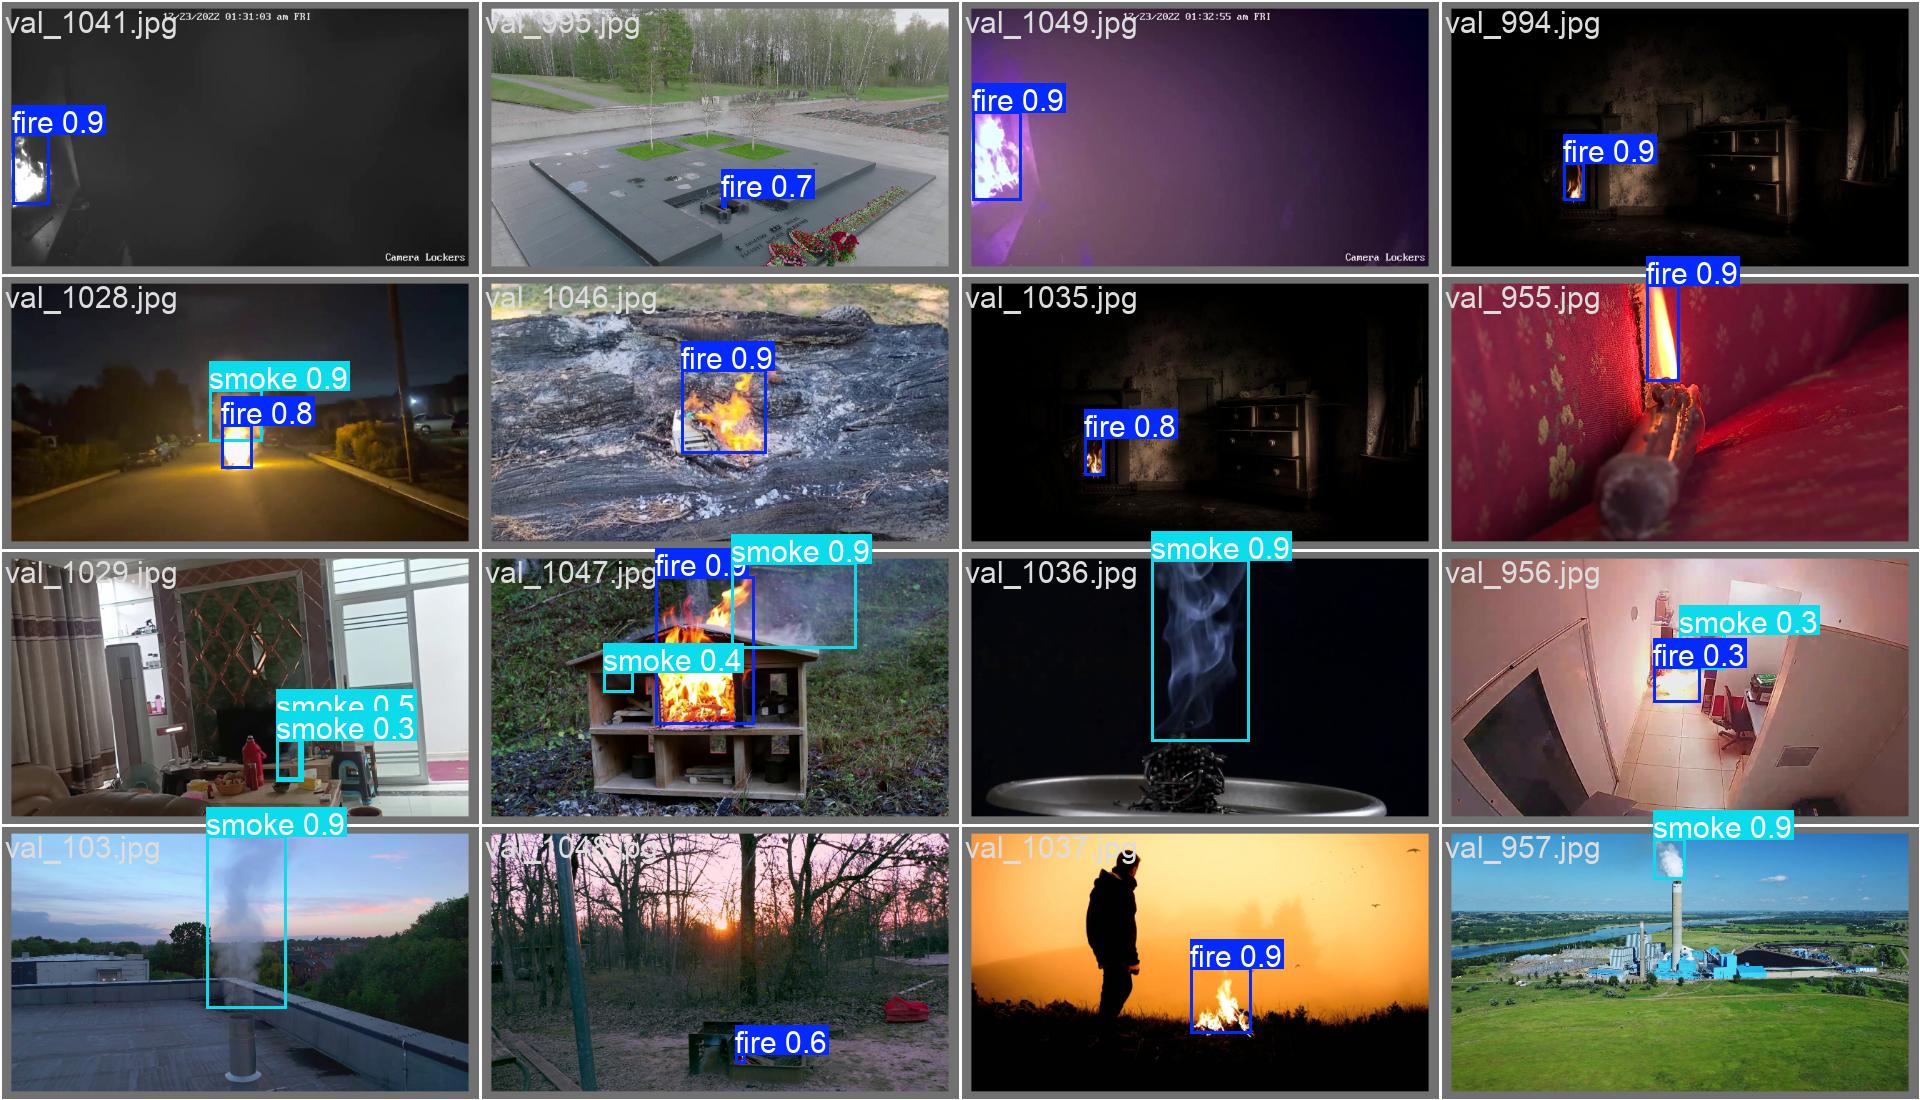 val_1041.jpg
12/23/2022 01:31:03 am FRI
fire 0.9
Camera Lockers
val_995.jpg
fire 0.7
val_1049.jpg
12/23/2022 01:32:55 am FRI
fire 0.9
Camera Lockers
val_994.jpg
fire 0.9
val_1028.jpg
smoke 0.9
fire 0.8
val_1046.jpg
fire 0.9
val_1035.jpg
fire 0.8
val_955.jpg
fire 0.9
val_1029.jpg
smoke 0.5
smoke 0.3
val_1047.jpg
fire 0.9
smoke 0.9
smoke 0.4
val_1036.jpg
smoke 0.9
val_956.jpg
smoke 0.3
fire 0.3
val_103.jpg
smoke 0.9
val_1048.jpg
fire 0.6
val_1037.jpg
fire 0.9
val_957.jpg
smoke 0.9